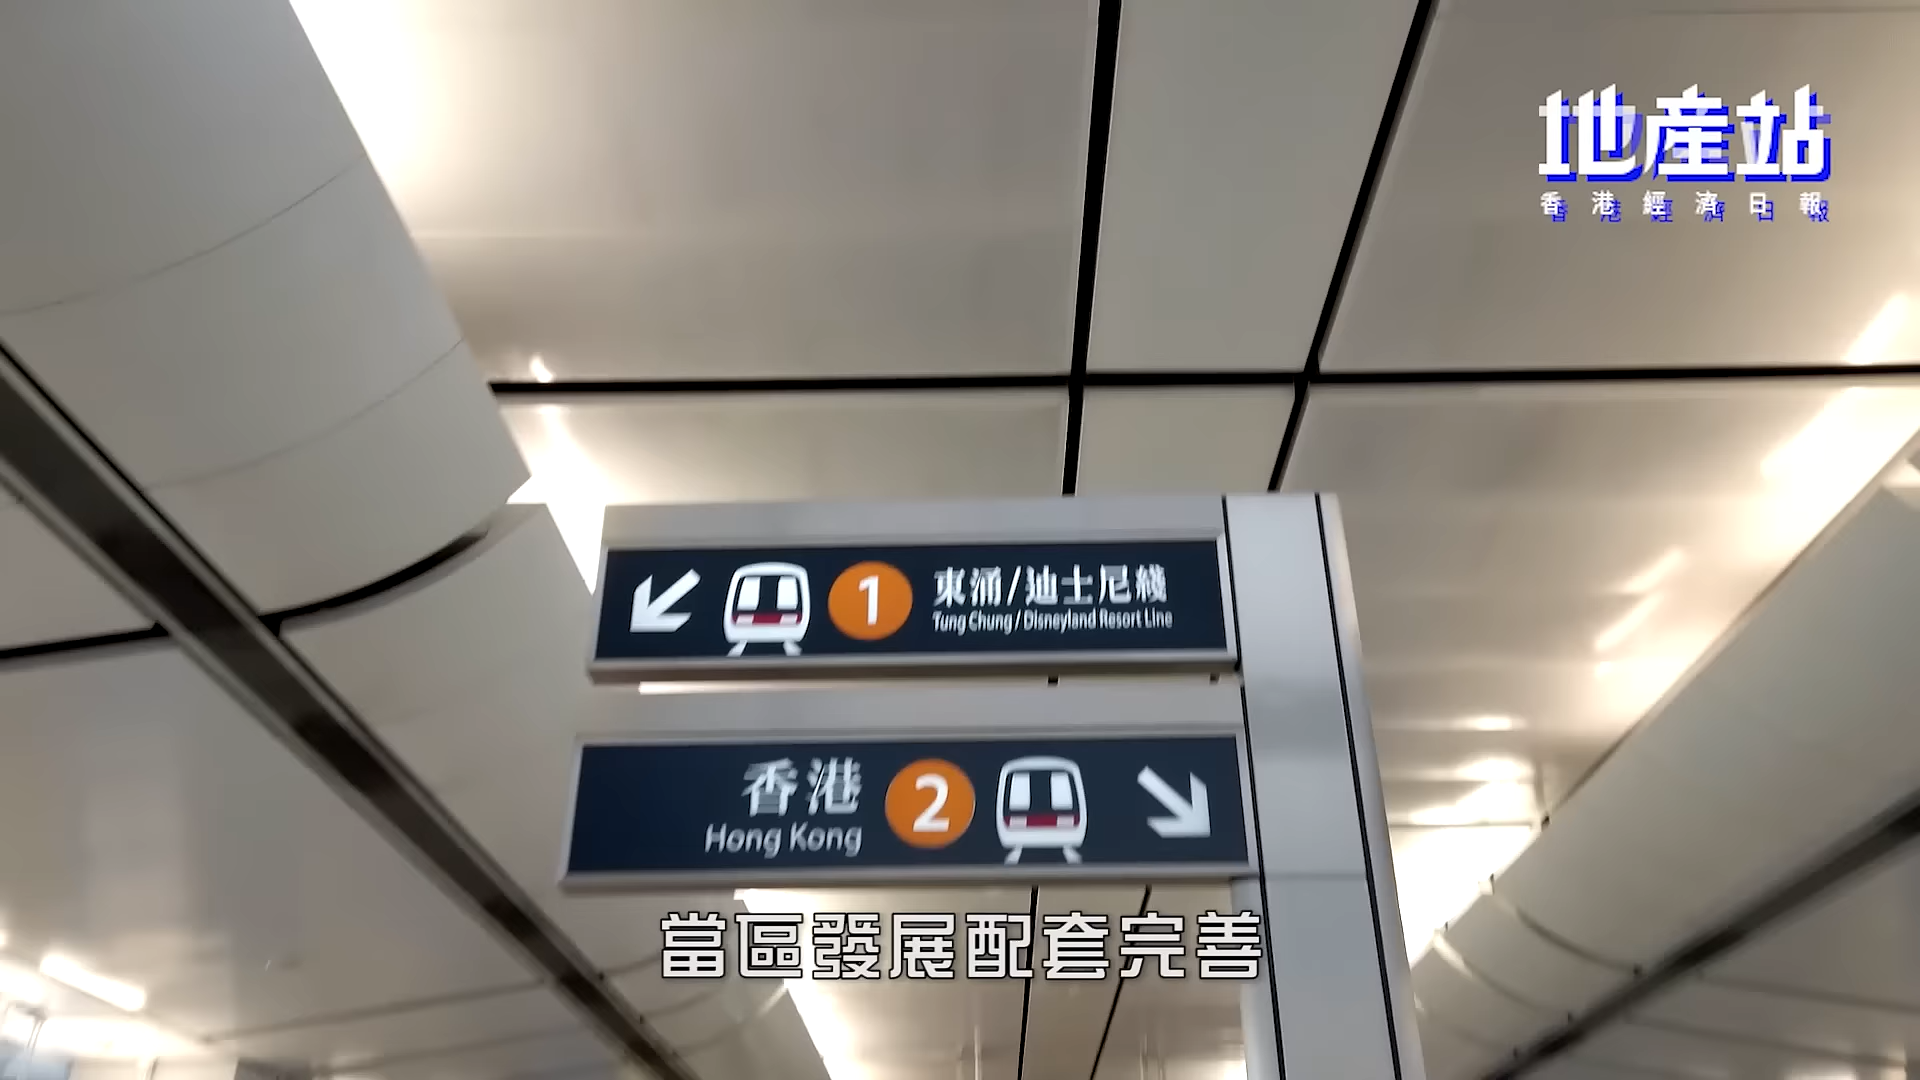 地產站
香港經濟日報
1 東涌/迪士尼綫
Tung Chung / Disneyland Resort Line
香港 2
Hong Kong
當區發展配套完善